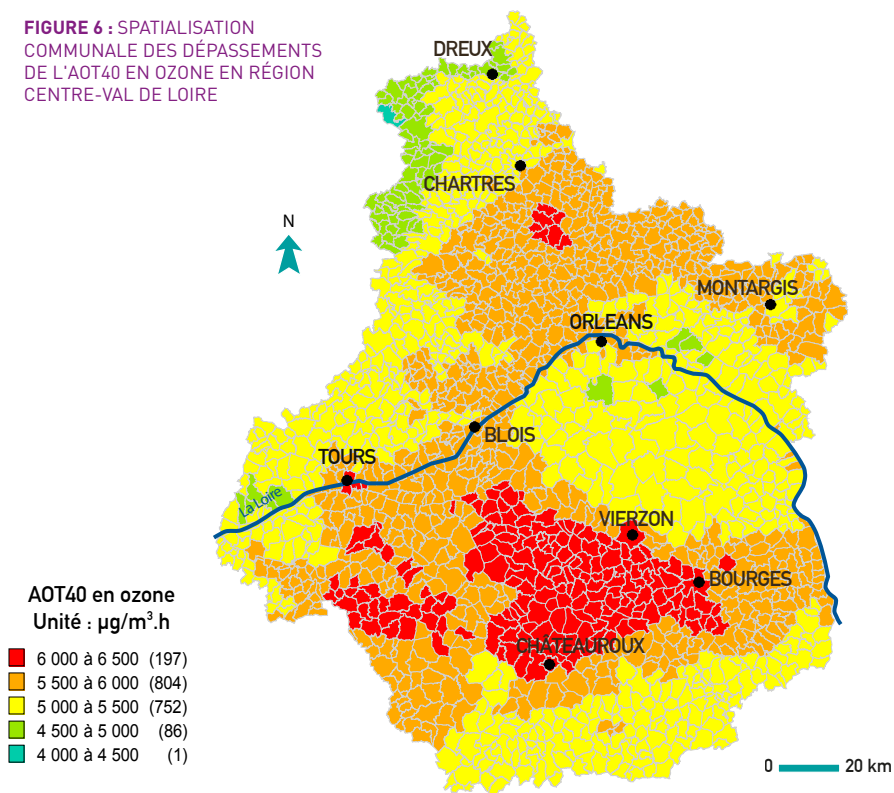 FIGURE 6 : SPATIALISATION
COMMUNALE DES DÉPASSEMENTS
DE L'AOT40 EN OZONE EN RÉGION
CENTRE-VAL DE LOIRE
DREUX
CHARTRES
N
MONTARGIS
ORLEANS
BLOIS
TOURS
La Loire
VIERZON
BOURGES
CHÂTEAUROUX
AOT40 en ozone
Unité : µg/m³.h
6 000 à 6 500 (197)
5 500 à 6 000 (804)
5 000 à 5 500 (752)
4 500 à 5 000 (86)
4 000 à 4 500 (1)
0 20 km